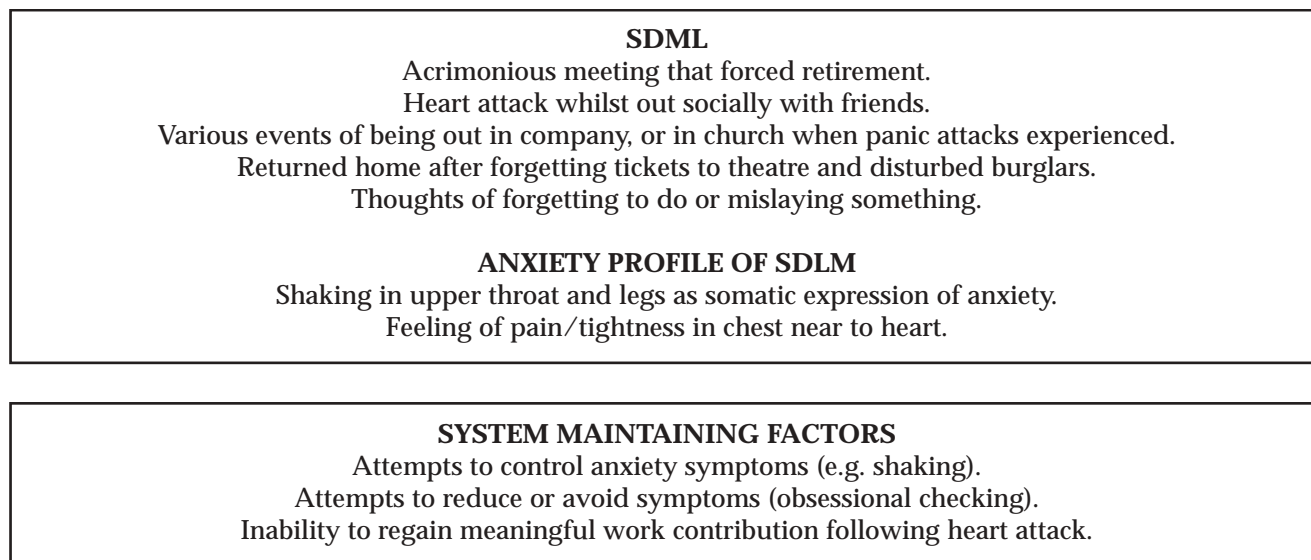 SDML
Acrimonious meeting that forced retirement.
Heart attack whilst out socially with friends.
Various events of being out in company, or in church when panic attacks experienced.
Returned home after forgetting tickets to theatre and disturbed burglars.
Thoughts of forgetting to do or mislaying something.
ANXIETY PROFILE OF SDLM
Shaking in upper throat and legs as somatic expression of anxiety.
Feeling of pain/tightness in chest near to heart.
SYSTEM MAINTAINING FACTORS
Attempts to control anxiety symptoms (e.g. shaking).
Attempts to reduce or avoid symptoms (obsessional checking).
Inability to regain meaningful work contribution following heart attack.